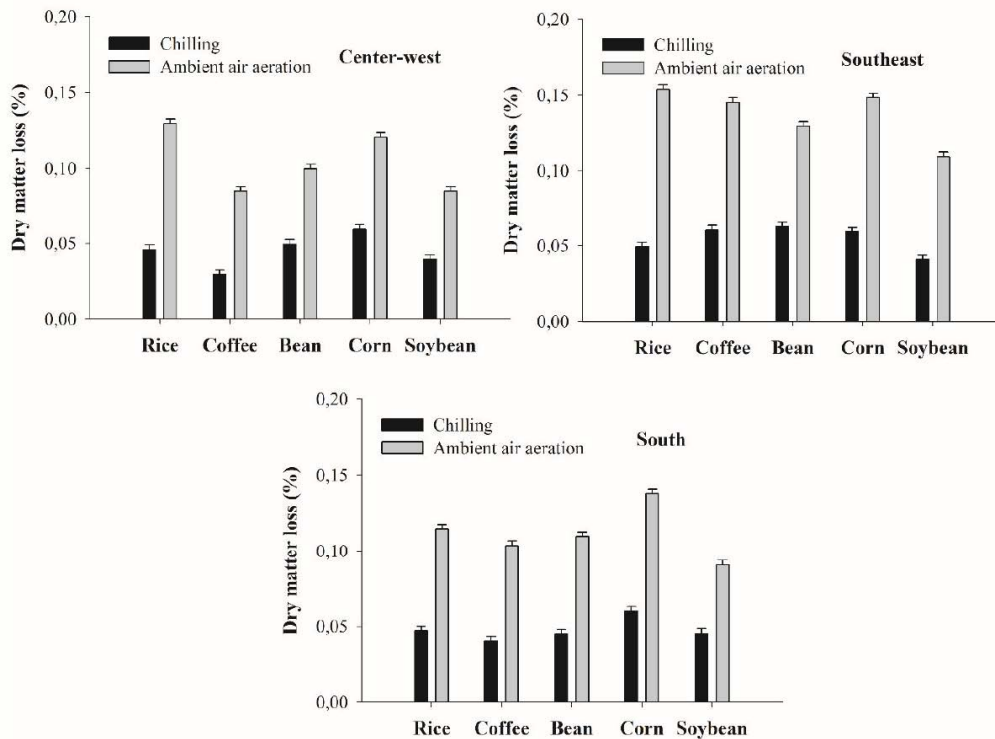 0,20
0,15
0,10
0,05
0,00
Dry matter loss (%)
Chilling
Ambient air aeration
Center-west
Rice Coffee Bean Corn Soybean
0,20
0,15
0,10
0,05
0,00
Dry matter loss (%)
Chilling
Ambient air aeration
Southeast
Rice Coffee Bean Corn Soybean
0,20
0,15
0,10
0,05
0,00
Dry matter loss (%)
Chilling
Ambient air aeration
South
Rice Coffee Bean Corn Soybean